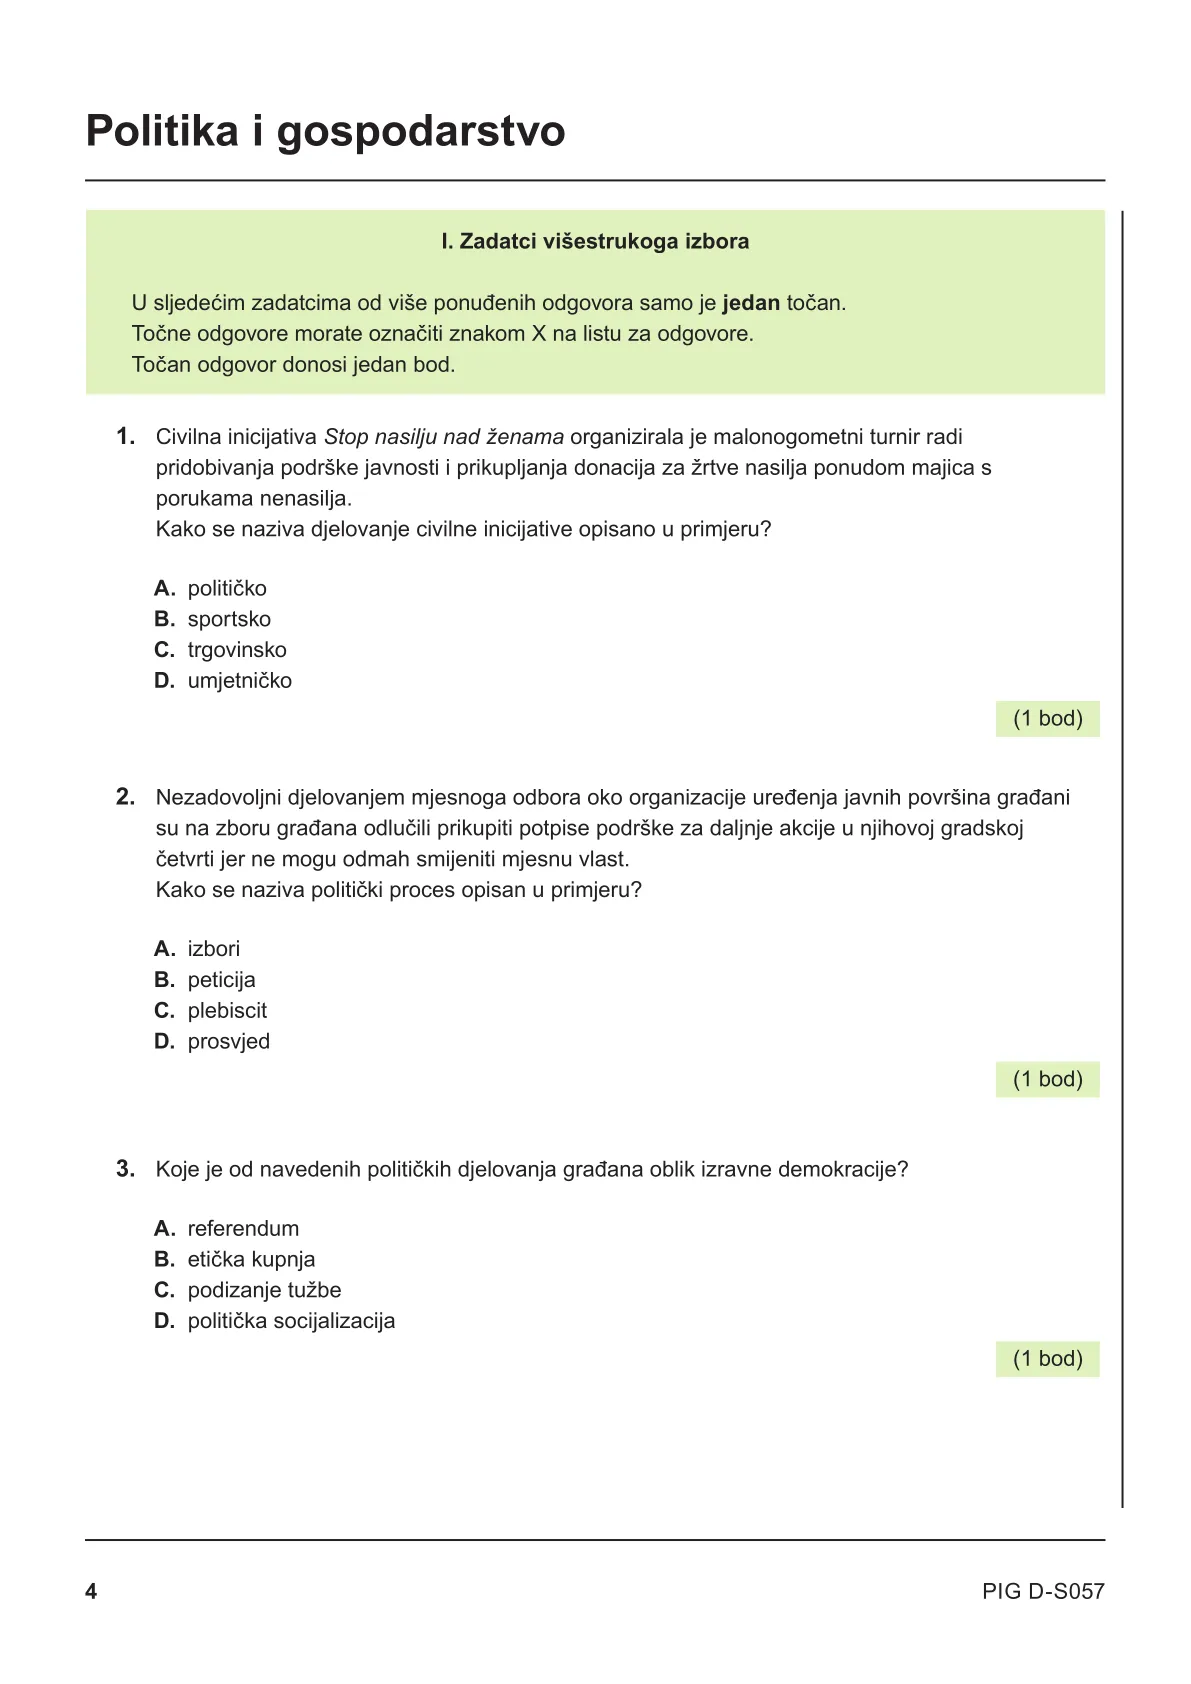 Politika i gospodarstvo
I. Zadatci višestrukoga izbora
U sljedećim zadatcima od više ponuđenih odgovora samo je jedan točan.
Točne odgovore morate označiti znakom X na listu za odgovore.
Točan odgovor donosi jedan bod.
1. Civilna inicijativa Stop nasilju nad ženama organizirala je malonogometni turnir radi
pridobivanja podrške javnosti i prikupljanja donacija za žrtve nasilja ponudom majica s
porukama nenasilja.
Kako se naziva djelovanje civilne inicijative opisano u primjeru?
A. političko
B. sportsko
C. trgovinsko
D. umjetničko
(1 bod)
2. Nezadovoljni djelovanjem mjesnoga odbora oko organizacije uređenja javnih površina građani
su na zboru građana odlučili prikupiti potpise podrške za daljnje akcije u njihovoj gradskoj
četvrti jer ne mogu odmah smijeniti mjesnu vlast.
Kako se naziva politički proces opisan u primjeru?
A. izbori
B. peticija
C. plebiscit
D. prosvjed
(1 bod)
3. Koje je od navedenih političkih djelovanja građana oblik izravne demokracije?
A. referendum
B. etička kupnja
C. podizanje tužbe
D. politička socijalizacija
(1 bod)
4
PIG D-S057